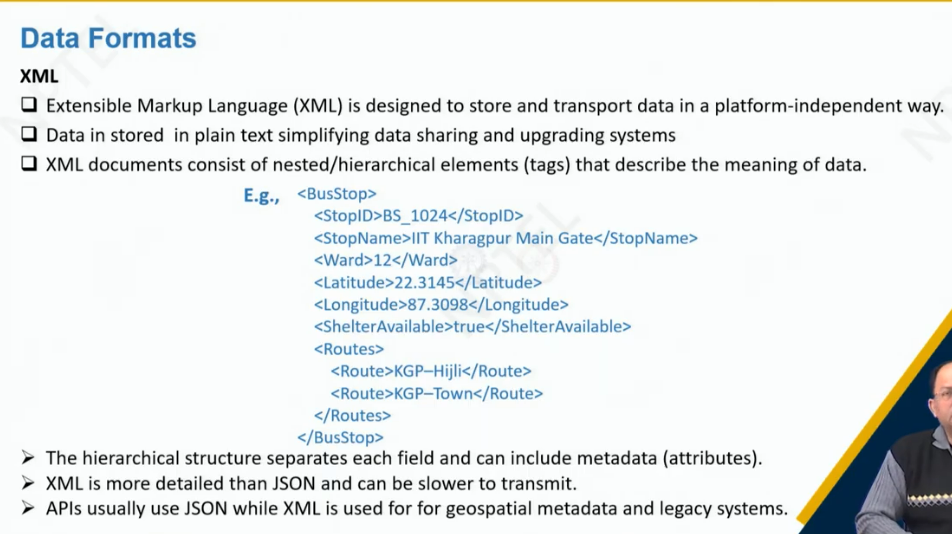 Data Formats
XML
❑ Extensible Markup Language (XML) is designed to store and transport data in a platform-independent way.
❑ Data in stored in plain text simplifying data sharing and upgrading systems
❑ XML documents consist of nested/hierarchical elements (tags) that describe the meaning of data.
E.g., <BusStop>
<StopID>BS_1024</StopID>
<StopName>IIT Kharagpur Main Gate</StopName>
<Ward>12</Ward>
<Latitude>22.3145</Latitude>
<Longitude>87.3098</Longitude>
<ShelterAvailable>true</ShelterAvailable>
<Routes>
<Route>KGP–Hijli</Route>
<Route>KGP–Town</Route>
</Routes>
</BusStop>
➢ The hierarchical structure separates each field and can include metadata (attributes).
➢ XML is more detailed than JSON and can be slower to transmit.
➢ APIs usually use JSON while XML is used for for geospatial metadata and legacy systems.